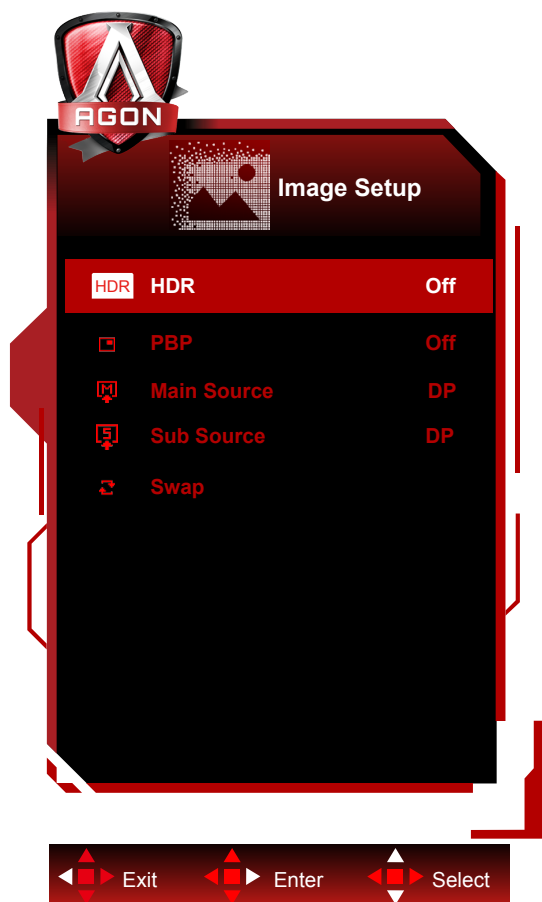 AGON
Image Setup
HDR HDR Off
PBP Off
M Main Source DP
S Sub Source DP
Swap
Exit Enter Select